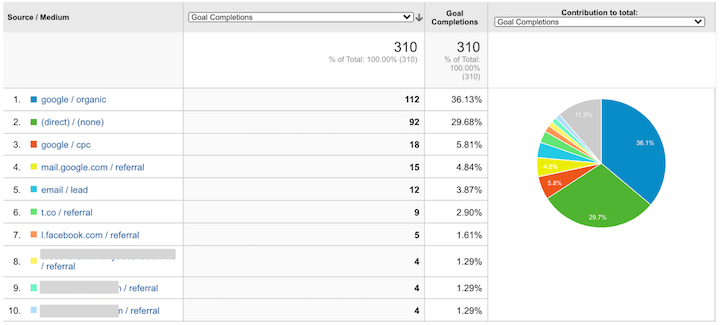 Source / Medium
Goal Completions
Goal
Completions
Contribution to total:
Goal Completions
310
% of Total: 100.00% (310)
310
% of Total:
100.00%
(310)
1. google / organic 112 36.13%
2. (direct) / (none) 92 29.68%
3. google / cpc 18 5.81%
4. mail.google.com / referral 15 4.84%
5. email / lead 12 3.87%
6. t.co / referral 9 2.90%
7. l.facebook.com / referral 5 1.61%
8. / referral 4 1.29%
9. / referral 4 1.29%
10. / referral 4 1.29%
11.3%
36.1%
4.8%
5.8%
29.7%